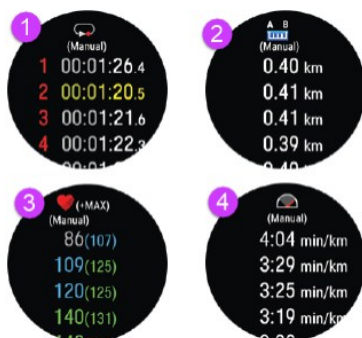 1
(Manual)
1 00:01:26.4
2 00:01:20.5
3 00:01:21.6
4 00:01:22.3
2
A B
(Manual)
0.40 km
0.41 km
0.41 km
0.39 km
3
(+MAX)
(Manual)
86(107)
109(125)
120(125)
140(131)
4
(Manual)
4:04 min/km
3:29 min/km
3:25 min/km
3:19 min/km